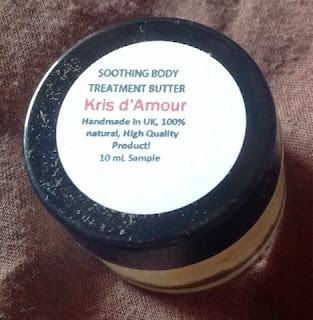 SOOTHING BODY
TREATMENT BUTTER
Kris d'Amour
Handmade in UK, 100%
natural, High Quality
Product!
10 mL Sample